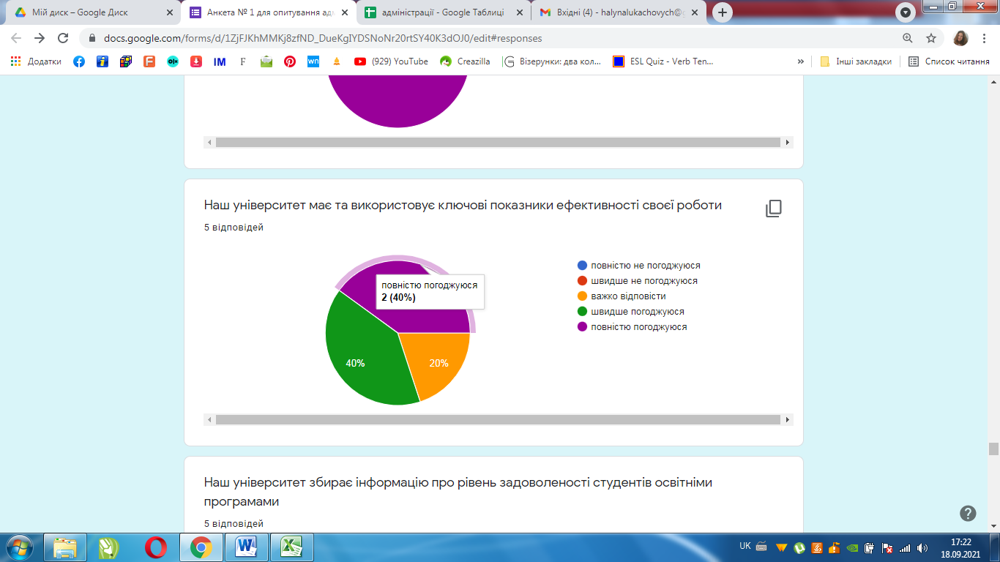 Мій диск – Google Диск
Анкета № 1 для опитування ад
адміністрації - Google Таблиці
Вхідні (4) - halynalukachovych@g
docs.google.com/forms/d/1ZjFJKhMMKj8zfND_DueKgIYDSNoNr20rtSY40K3dOJ0/edit#responses
Додатки
IM
F
wn
(929) YouTube
Creazilla
Візерунки: два кол...
ESL Quiz - Verb Ten...
»
Інші закладки
Список читання
Наш університет має та використовує ключові показники ефективності своєї роботи
5 відповідей
повністю погоджуюся
2 (40%)
40%
20%
повністю не погоджуюся
швидше не погоджуюся
важко відповісти
швидше погоджуюся
повністю погоджуюся
Наш університет збирає інформацію про рівень задоволеності студентів освітніми
програмами
5 відповідей
UK
17:22
18.09.2021